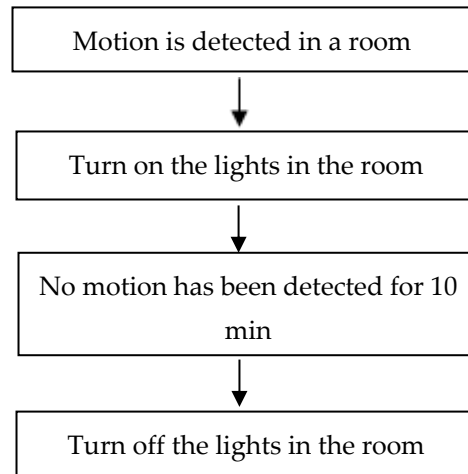 Motion is detected in a room
Turn on the lights in the room
No motion has been detected for 10
min
Turn off the lights in the room